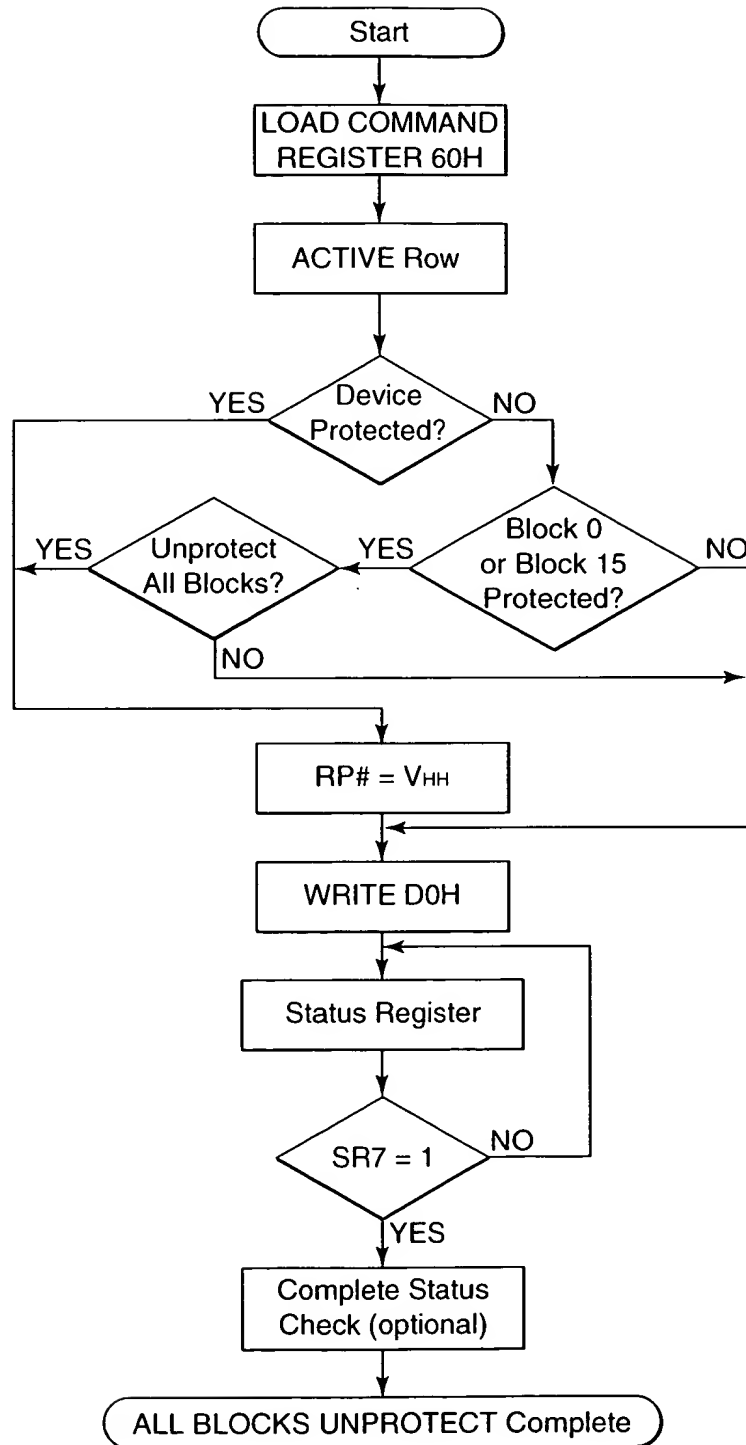 Start
LOAD COMMAND
REGISTER 60H
ACTIVE Row
YES
Device
Protected?
NO
YES
Unprotect
All Blocks?
YES
Block 0
or Block 15
Protected?
NO
NO
RP# = VHH
WRITE D0H
Status Register
SR7 = 1
NO
YES
Complete Status
Check (optional)
ALL BLOCKS UNPROTECT Complete